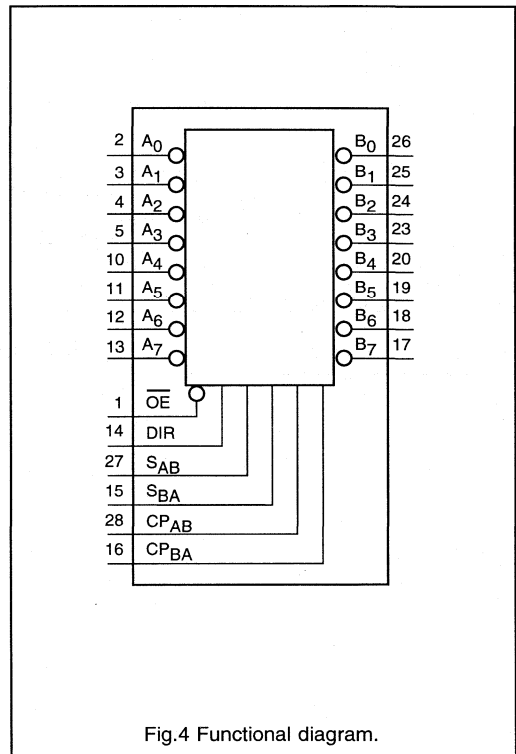 2 A0 B0 26
3 A1 B1 25
4 A2 B2 24
5 A3 B3 23
10 A4 B4 20
11 A5 B5 19
12 A6 B6 18
13 A7 B7 17
1 O̅E̅
14 DIR
27 SAB
15 SBA
28 CPAB
16 CPBA
Fig.4 Functional diagram.